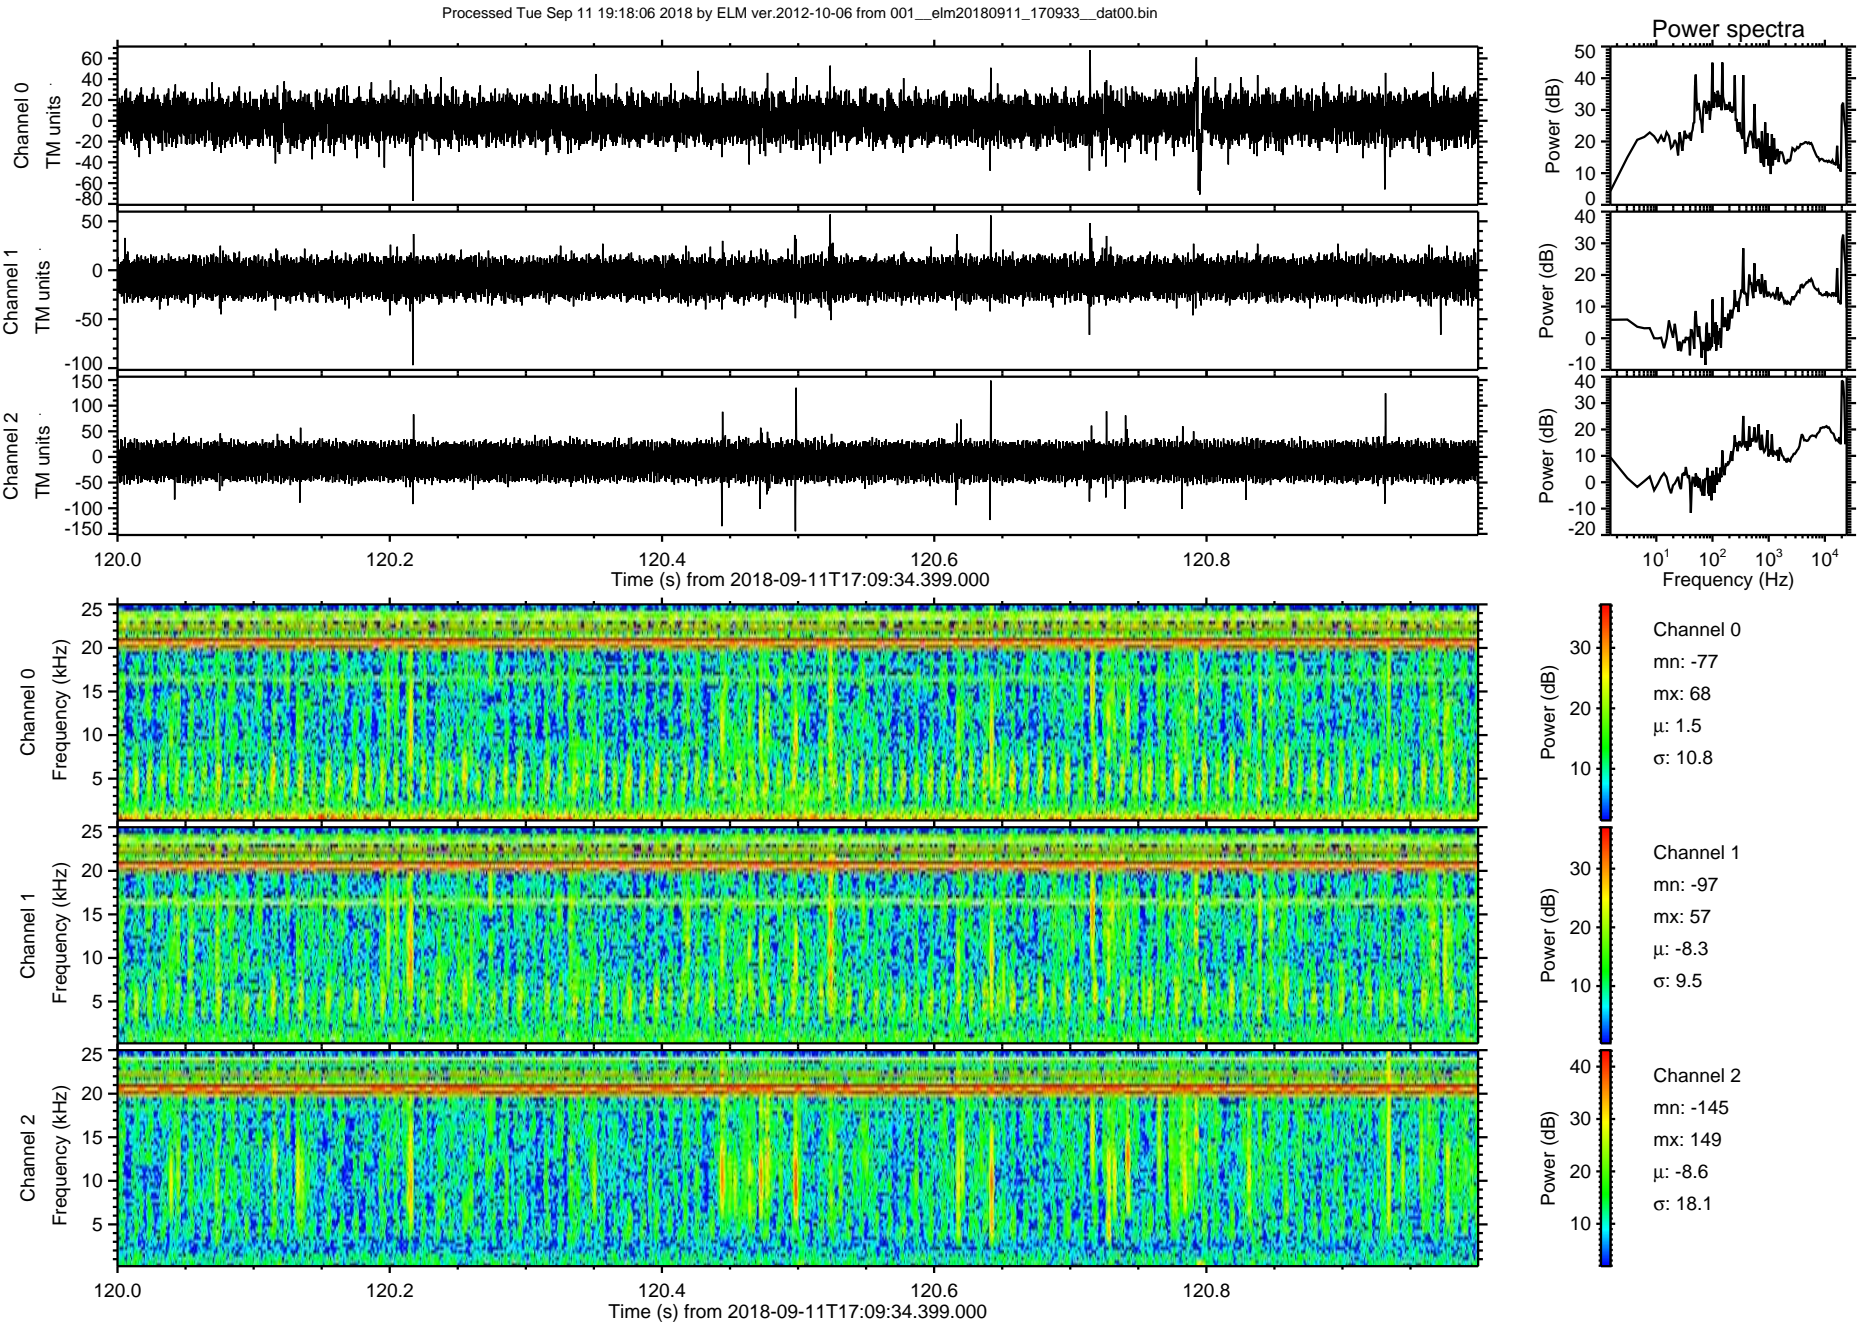 Processed Tue Sep 11 19:18:06 2018 by ELM ver.2012-10-06 from 001__elm20180911_170933__dat00.bin
Power spectra
Channel 0
TM units
60
40
20
0
-20
-40
-60
-80
Power (dB)
50
40
30
20
10
0
Channel 1
TM units
50
0
-50
-100
Power (dB)
40
30
20
10
0
-10
Channel 2
TM units
150
100
50
0
-50
-100
-150
Power (dB)
40
30
20
10
0
-10
-20
120.0 120.2 120.4 120.6 120.8
Time (s) from 2018-09-11T17:09:34.399.000
10^1 10^2 10^3 10^4
Frequency (Hz)
Channel 0
Frequency (kHz)
25
20
15
10
5
Power (dB)
30
20
10
Channel 0
mn: -77
mx: 68
μ: 1.5
σ: 10.8
Channel 1
Frequency (kHz)
25
20
15
10
5
Power (dB)
30
20
10
Channel 1
mn: -97
mx: 57
μ: -8.3
σ: 9.5
Channel 2
Frequency (kHz)
25
20
15
10
5
Power (dB)
40
30
20
10
Channel 2
mn: -145
mx: 149
μ: -8.6
σ: 18.1
120.0 120.2 120.4 120.6 120.8
Time (s) from 2018-09-11T17:09:34.399.000